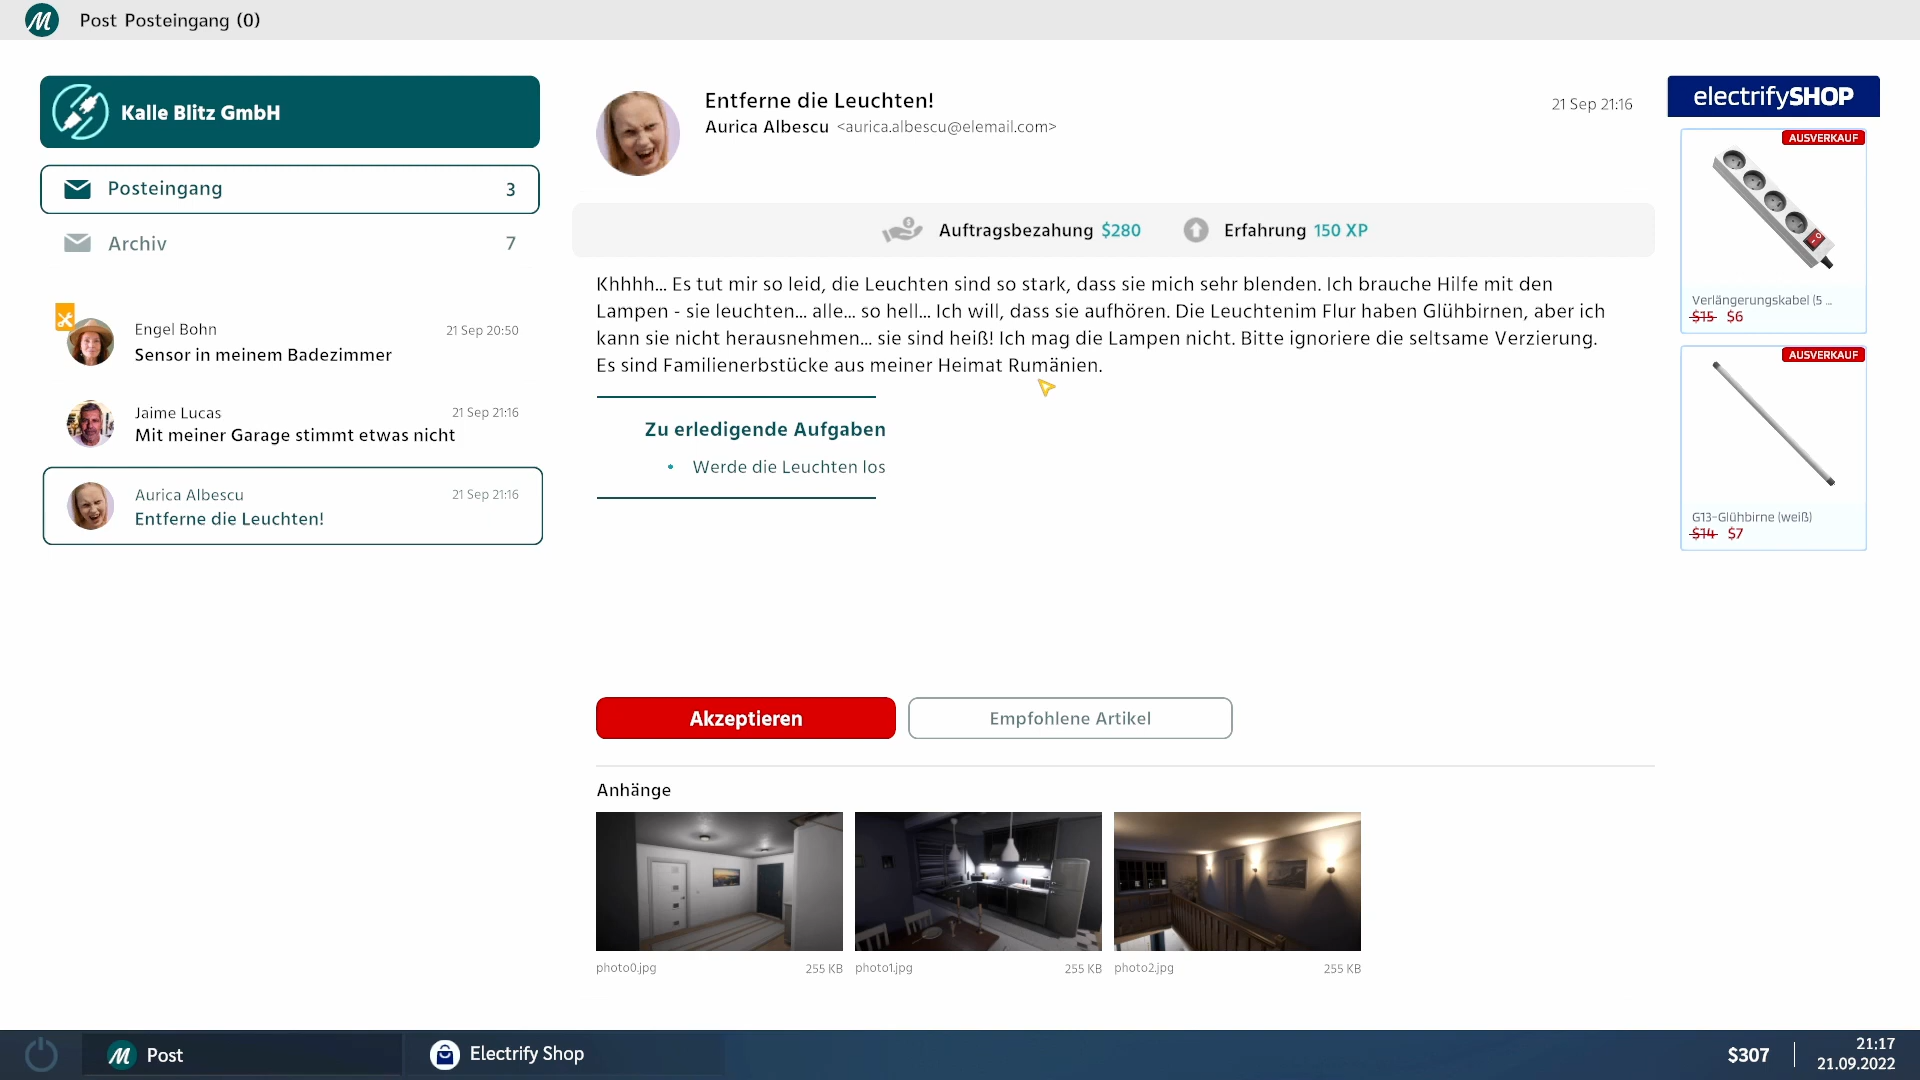 Post Posteingang (0)
Kalle Blitz GmbH
Posteingang 3
Archiv 7
Engel Bohn 21 Sep 20:50
Sensor in meinem Badezimmer
Jaime Lucas 21 Sep 21:16
Mit meiner Garage stimmt etwas nicht
Aurica Albescu 21 Sep 21:16
Entferne die Leuchten!
Entferne die Leuchten! 21 Sep 21:16
Aurica Albescu <aurica.albescu@elemail.com>
Auftragsbezahung $280 Erfahrung 150 XP
Khhhh... Es tut mir so leid, die Leuchten sind so stark, dass sie mich sehr blenden. Ich brauche Hilfe mit den
Lampen - sie leuchten... alle... so hell... Ich will, dass sie aufhören. Die Leuchtenim Flur haben Glühbirnen, aber ich
kann sie nicht herausnehmen... sie sind heiß! Ich mag die Lampen nicht. Bitte ignoriere die seltsame Verzierung.
Es sind Familienerbstücke aus meiner Heimat Rumänien.
Zu erledigende Aufgaben
• Werde die Leuchten los
Akzeptieren
Empfohlene Artikel
Anhänge
photo0.jpg 255 KB
photo1.jpg 255 KB
photo2.jpg 255 KB
electrifySHOP
AUSVERKAUF
Verlängerungskabel (5 ...
$15 $6
AUSVERKAUF
G13-Glühbirne (weiß)
$14 $7
Post
Electrify Shop
$307
21:17
21.09.2022